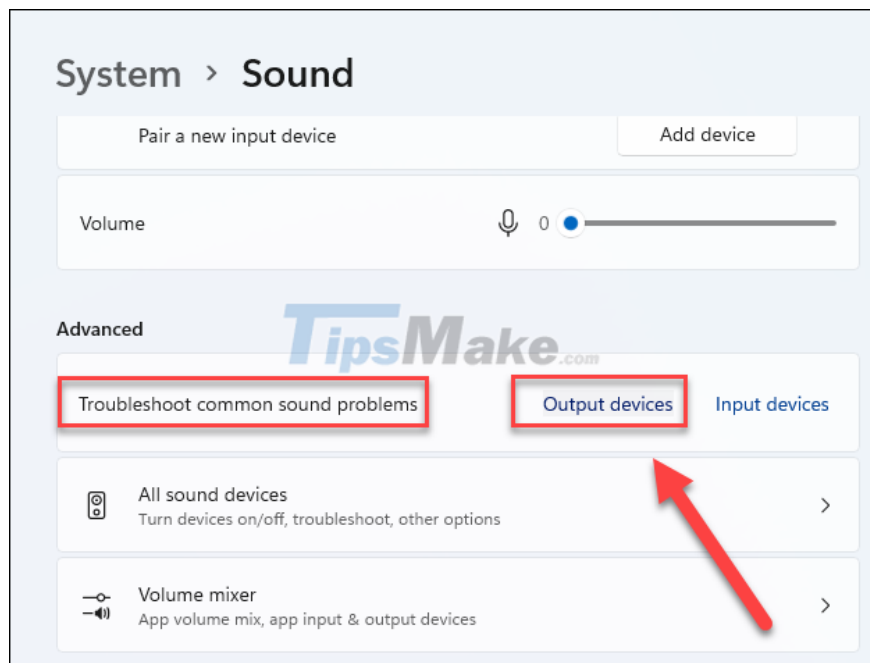 System > Sound
Pair a new input device
Add device
Volume
0
Advanced
TipsMake.com
Troubleshoot common sound problems
Output devices
Input devices
All sound devices
Turn devices on/off, troubleshoot, other options
Volume mixer
App volume mix, app input & output devices